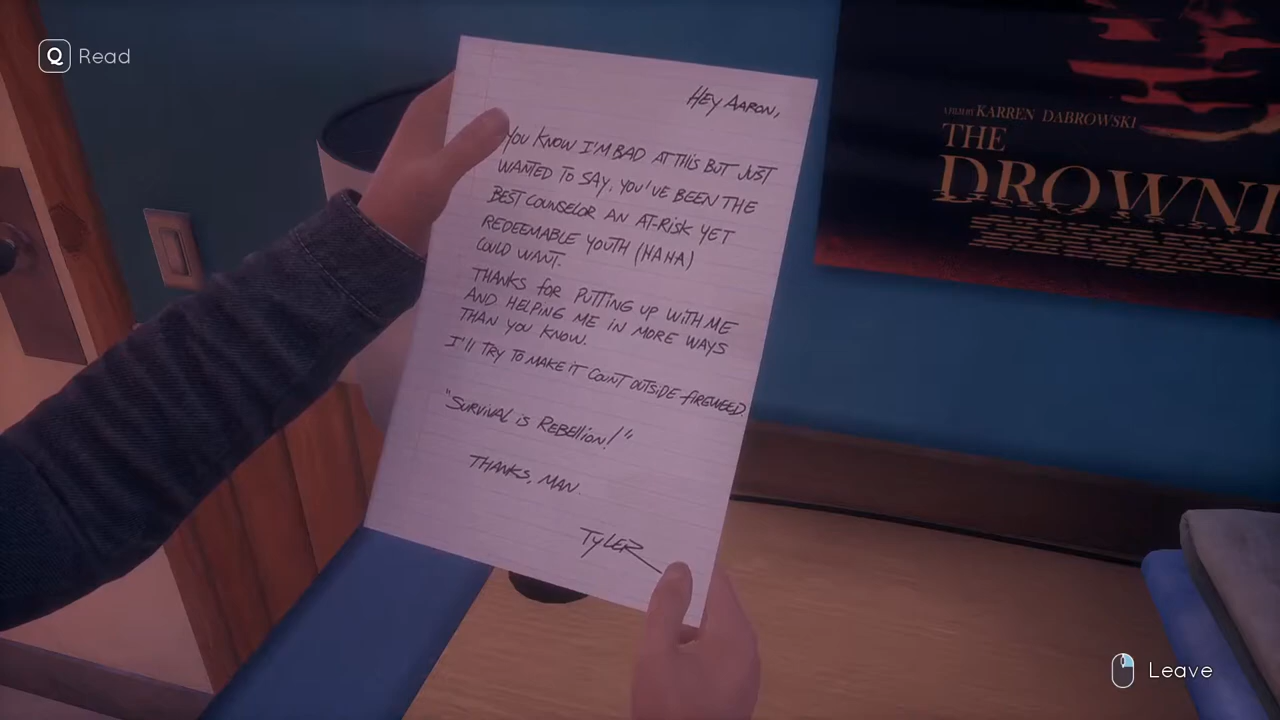 Q Read
HEY AARON,
YOU KNOW I'M BAD AT THIS BUT JUST
WANTED TO SAY, YOU'VE BEEN THE
BEST COUNSELOR AN AT-RISK YET
REDEEMABLE YOUTH (HAHA)
COULD WANT.
THANKS FOR PUTTING UP WITH ME
AND HELPING ME IN MORE WAYS
THAN YOU KNOW.
I'll TRY TO MAKE IT COUNT OUTSIDE FIREWEED.
"SURVIVAL IS REBELLION!"
THANKS, MAN.
TYLER
A FILM BY KARREN DABROWSKI
THE
DROWNI
Leave